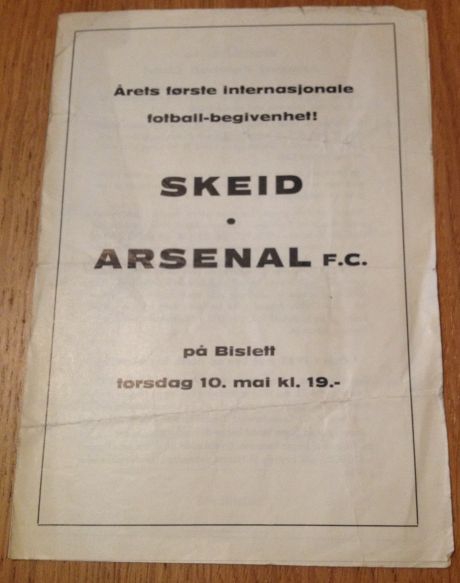 Årets første internasjonale
fotball-begivenhet!
SKEID
•
ARSENAL F.C.
på Bislett
torsdag 10. mai kl. 19.-